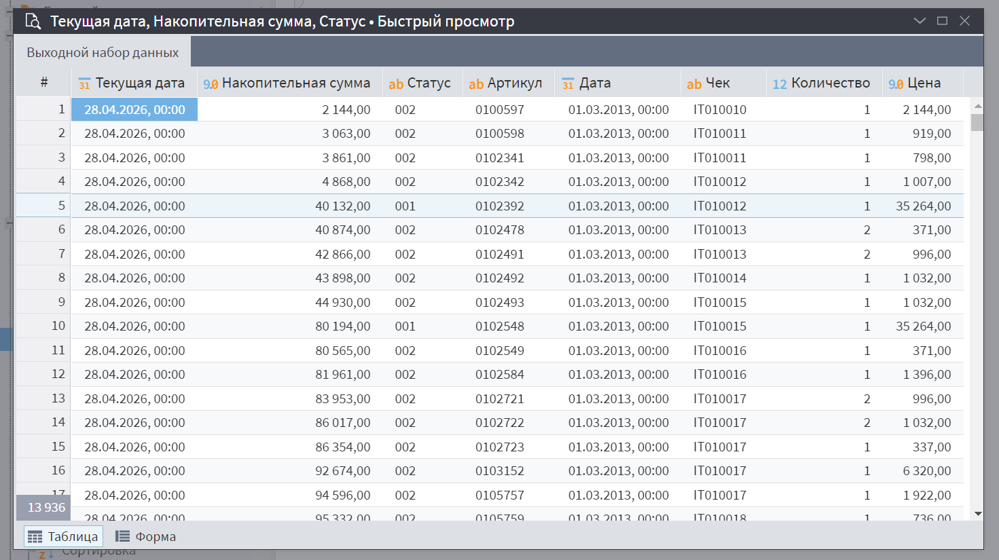 Текущая дата, Накопительная сумма, Статус • Быстрый просмотр
Выходной набор данных
# 31 Текущая дата 9.0 Накопительная сумма ab Статус ab Артикул 31 Дата ab Чек 12 Количество 9.0 Цена
1 28.04.2026, 00:00 2 144,00 002 0100597 01.03.2013, 00:00 IT010010 1 2 144,00
2 28.04.2026, 00:00 3 063,00 002 0100598 01.03.2013, 00:00 IT010011 1 919,00
3 28.04.2026, 00:00 3 861,00 002 0102341 01.03.2013, 00:00 IT010011 1 798,00
4 28.04.2026, 00:00 4 868,00 002 0102342 01.03.2013, 00:00 IT010012 1 1 007,00
5 28.04.2026, 00:00 40 132,00 001 0102392 01.03.2013, 00:00 IT010012 1 35 264,00
6 28.04.2026, 00:00 40 874,00 002 0102478 01.03.2013, 00:00 IT010013 2 371,00
7 28.04.2026, 00:00 42 866,00 002 0102491 01.03.2013, 00:00 IT010013 2 996,00
8 28.04.2026, 00:00 43 898,00 002 0102492 01.03.2013, 00:00 IT010014 1 1 032,00
9 28.04.2026, 00:00 44 930,00 002 0102493 01.03.2013, 00:00 IT010015 1 1 032,00
10 28.04.2026, 00:00 80 194,00 001 0102548 01.03.2013, 00:00 IT010015 1 35 264,00
11 28.04.2026, 00:00 80 565,00 002 0102549 01.03.2013, 00:00 IT010016 1 371,00
12 28.04.2026, 00:00 81 961,00 002 0102584 01.03.2013, 00:00 IT010016 1 1 396,00
13 28.04.2026, 00:00 83 953,00 002 0102721 01.03.2013, 00:00 IT010017 2 996,00
14 28.04.2026, 00:00 86 017,00 002 0102722 01.03.2013, 00:00 IT010017 2 1 032,00
15 28.04.2026, 00:00 86 354,00 002 0102723 01.03.2013, 00:00 IT010017 1 337,00
16 28.04.2026, 00:00 92 674,00 002 0103152 01.03.2013, 00:00 IT010017 1 6 320,00
17 28.04.2026, 00:00 94 596,00 002 0105757 01.03.2013, 00:00 IT010017 1 1 922,00
13 936 28.04.2026, 00:00 95 332,00 002 0105759 01.03.2013, 00:00 IT010018 1 736,00
Таблица Форма
Сортировка